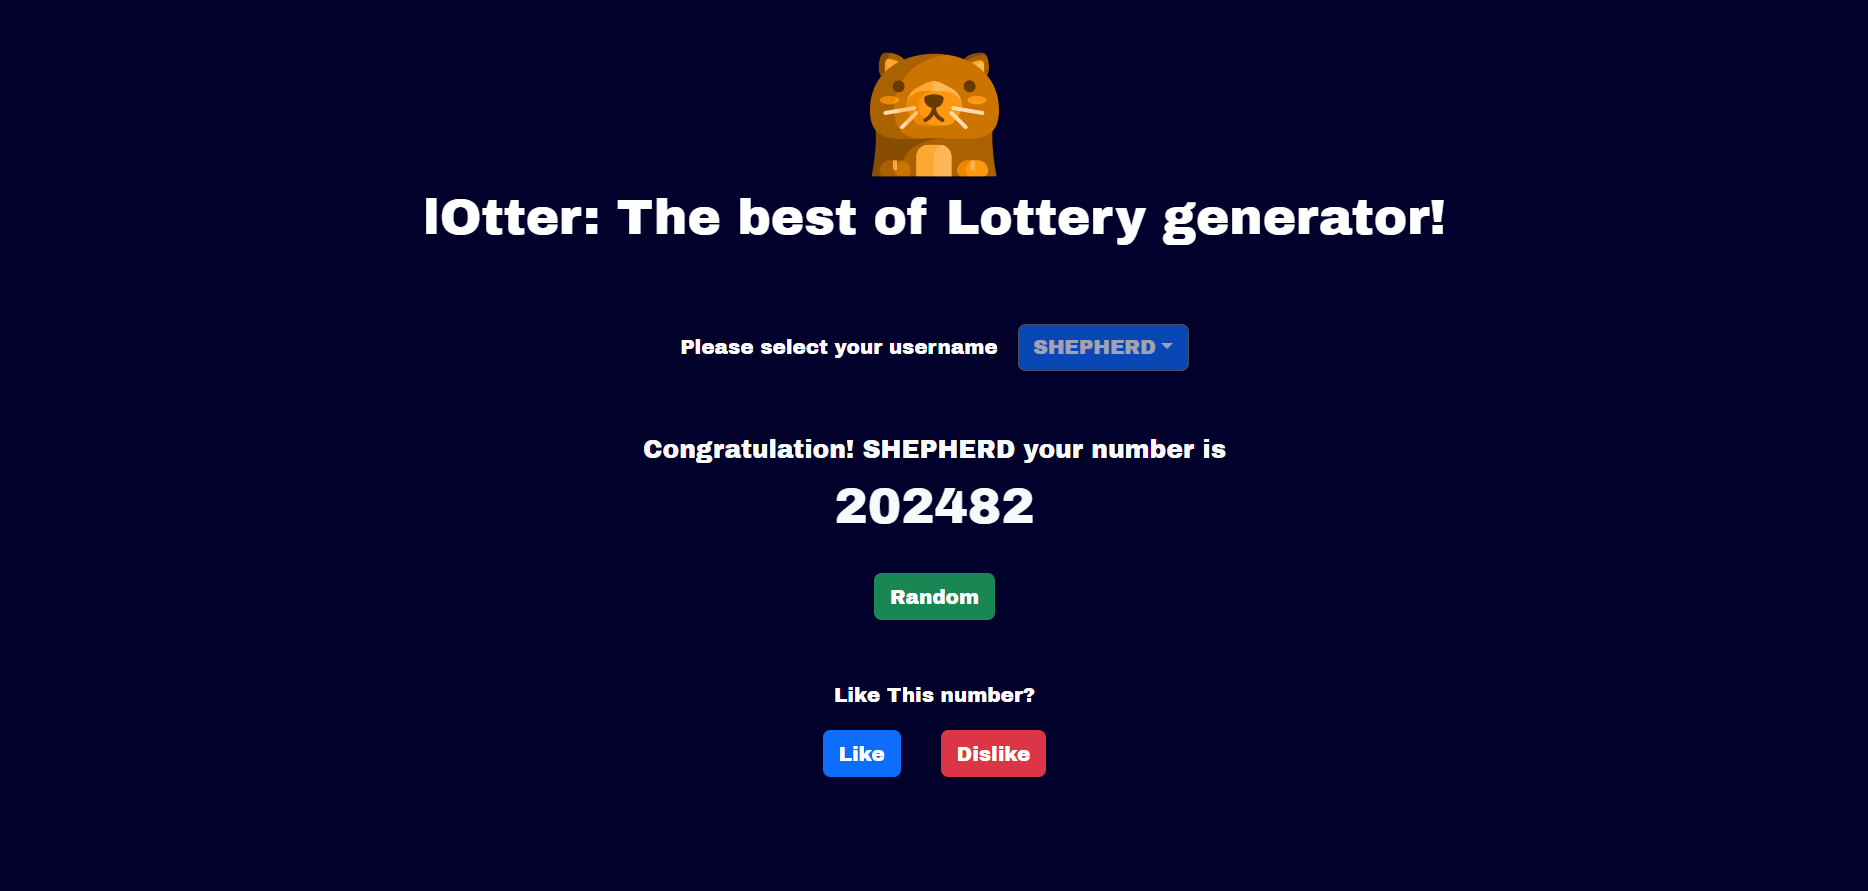 lOtter: The best of Lottery generator!
Please select your username SHEPHERD
Congratulation! SHEPHERD your number is
202482
Random
Like This number?
Like Dislike